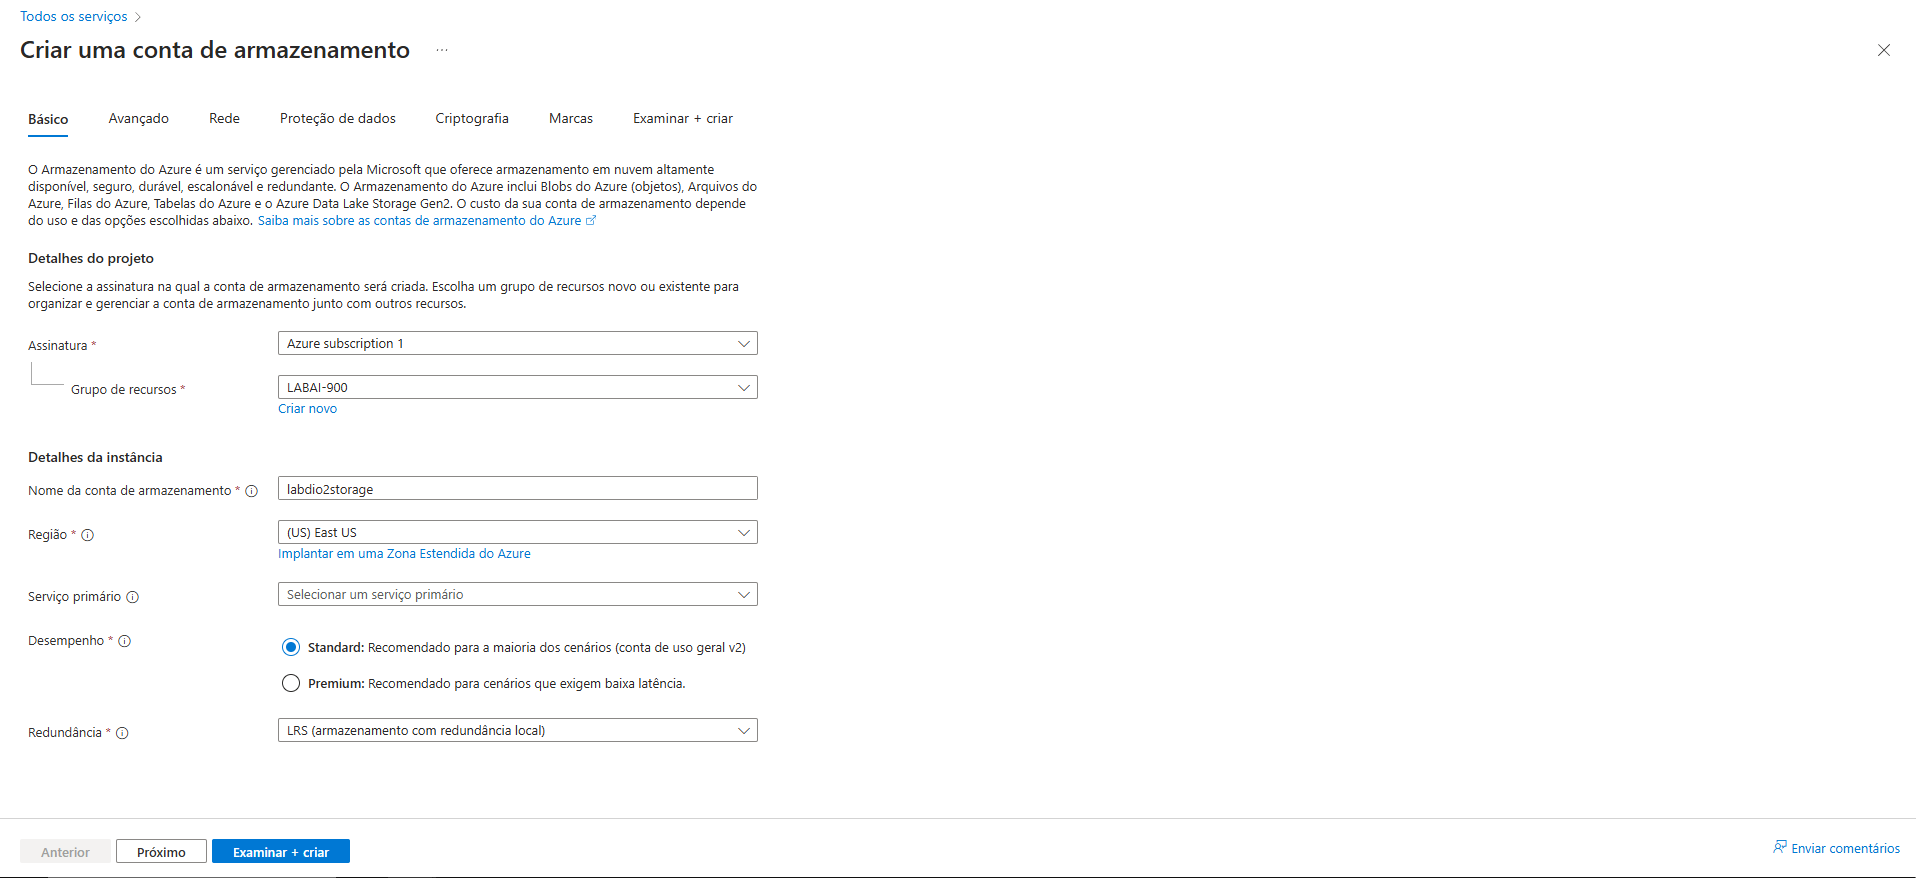 Todos os serviços
Criar uma conta de armazenamento ...
Básico Avançado Rede Proteção de dados Criptografia Marcas Examinar + criar
O Armazenamento do Azure é um serviço gerenciado pela Microsoft que oferece armazenamento em nuvem altamente
disponível, seguro, durável, escalonável e redundante. O Armazenamento do Azure inclui Blobs do Azure (objetos), Arquivos do
Azure, Filas do Azure, Tabelas do Azure e o Azure Data Lake Storage Gen2. O custo da sua conta de armazenamento depende
do uso e das opções escolhidas abaixo. Saiba mais sobre as contas de armazenamento do Azure
Detalhes do projeto
Selecione a assinatura na qual a conta de armazenamento será criada. Escolha um grupo de recursos novo ou existente para
organizar e gerenciar a conta de armazenamento junto com outros recursos.
Assinatura * Azure subscription 1
Grupo de recursos * LABAI-900
Criar novo
Detalhes da instância
Nome da conta de armazenamento * labdio2storage
Região * (US) East US
Implantar em uma Zona Estendida do Azure
Serviço primário Selecionar um serviço primário
Desempenho * Standard: Recomendado para a maioria dos cenários (conta de uso geral v2)
Premium: Recomendado para cenários que exigem baixa latência.
Redundância * LRS (armazenamento com redundância local)
Anterior Próximo Examinar + criar Enviar comentários